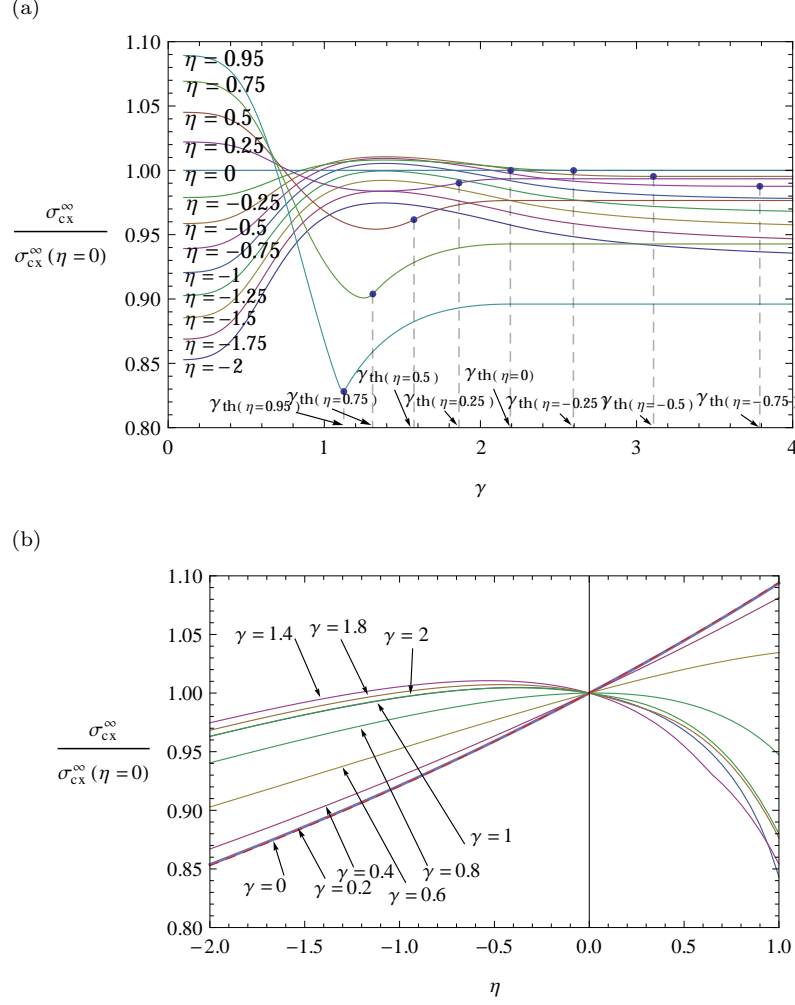 (a)
1.10
1.05
1.00
0.95
0.90
0.85
0.80
η = 0.95
η = 0.75
η = 0.5
η = 0.25
η = 0
η = −0.25
η = −0.5
η = −0.75
η = −1
η = −1.25
η = −1.5
η = −1.75
η = −2
σ∞cx
σ∞cx (η = 0)
γth( η=0.95 )
γth( η=0.75)
γth( η=0.5)
γth( η=0.25)
γth( η=0)
γth( η=−0.25 )
γth( η=−0.5)
γth( η=−0.75)
0 1 2 3 4
γ
(b)
1.10
1.05
1.00
0.95
0.90
0.85
0.80
σ∞cx
σ∞cx (η = 0)
γ = 1.4
γ = 1.8
γ = 2
γ = 1
γ = 0.8
γ = 0.6
γ = 0.4
γ = 0.2
γ = 0
−2.0 −1.5 −1.0 −0.5 0.0 0.5 1.0
η